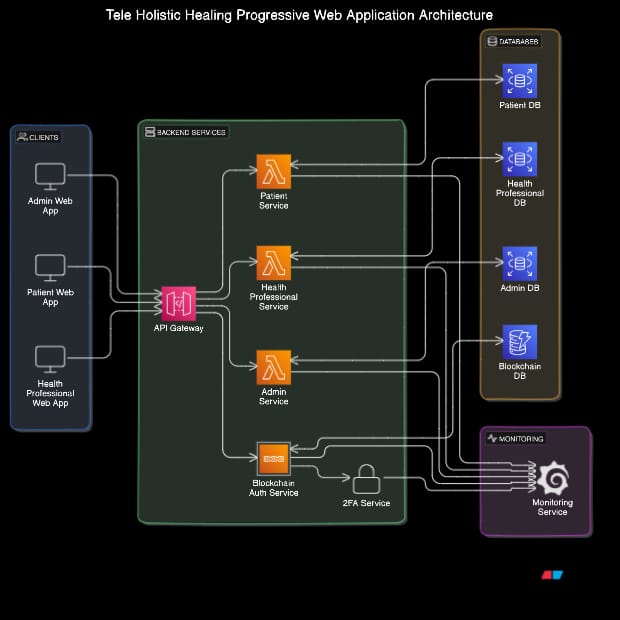 Tele Holistic Healing Progressive Web Application Architecture
CLIENTS
Admin Web
App
Patient Web
App
Health
Professional
Web App
BACKEND SERVICES
API Gateway
Patient
Service
Health
Professional
Service
Admin
Service
Blockchain
Auth Service
2FA Service
DATABASES
Patient DB
Health
Professional
DB
Admin DB
Blockchain
DB
MONITORING
Monitoring
Service